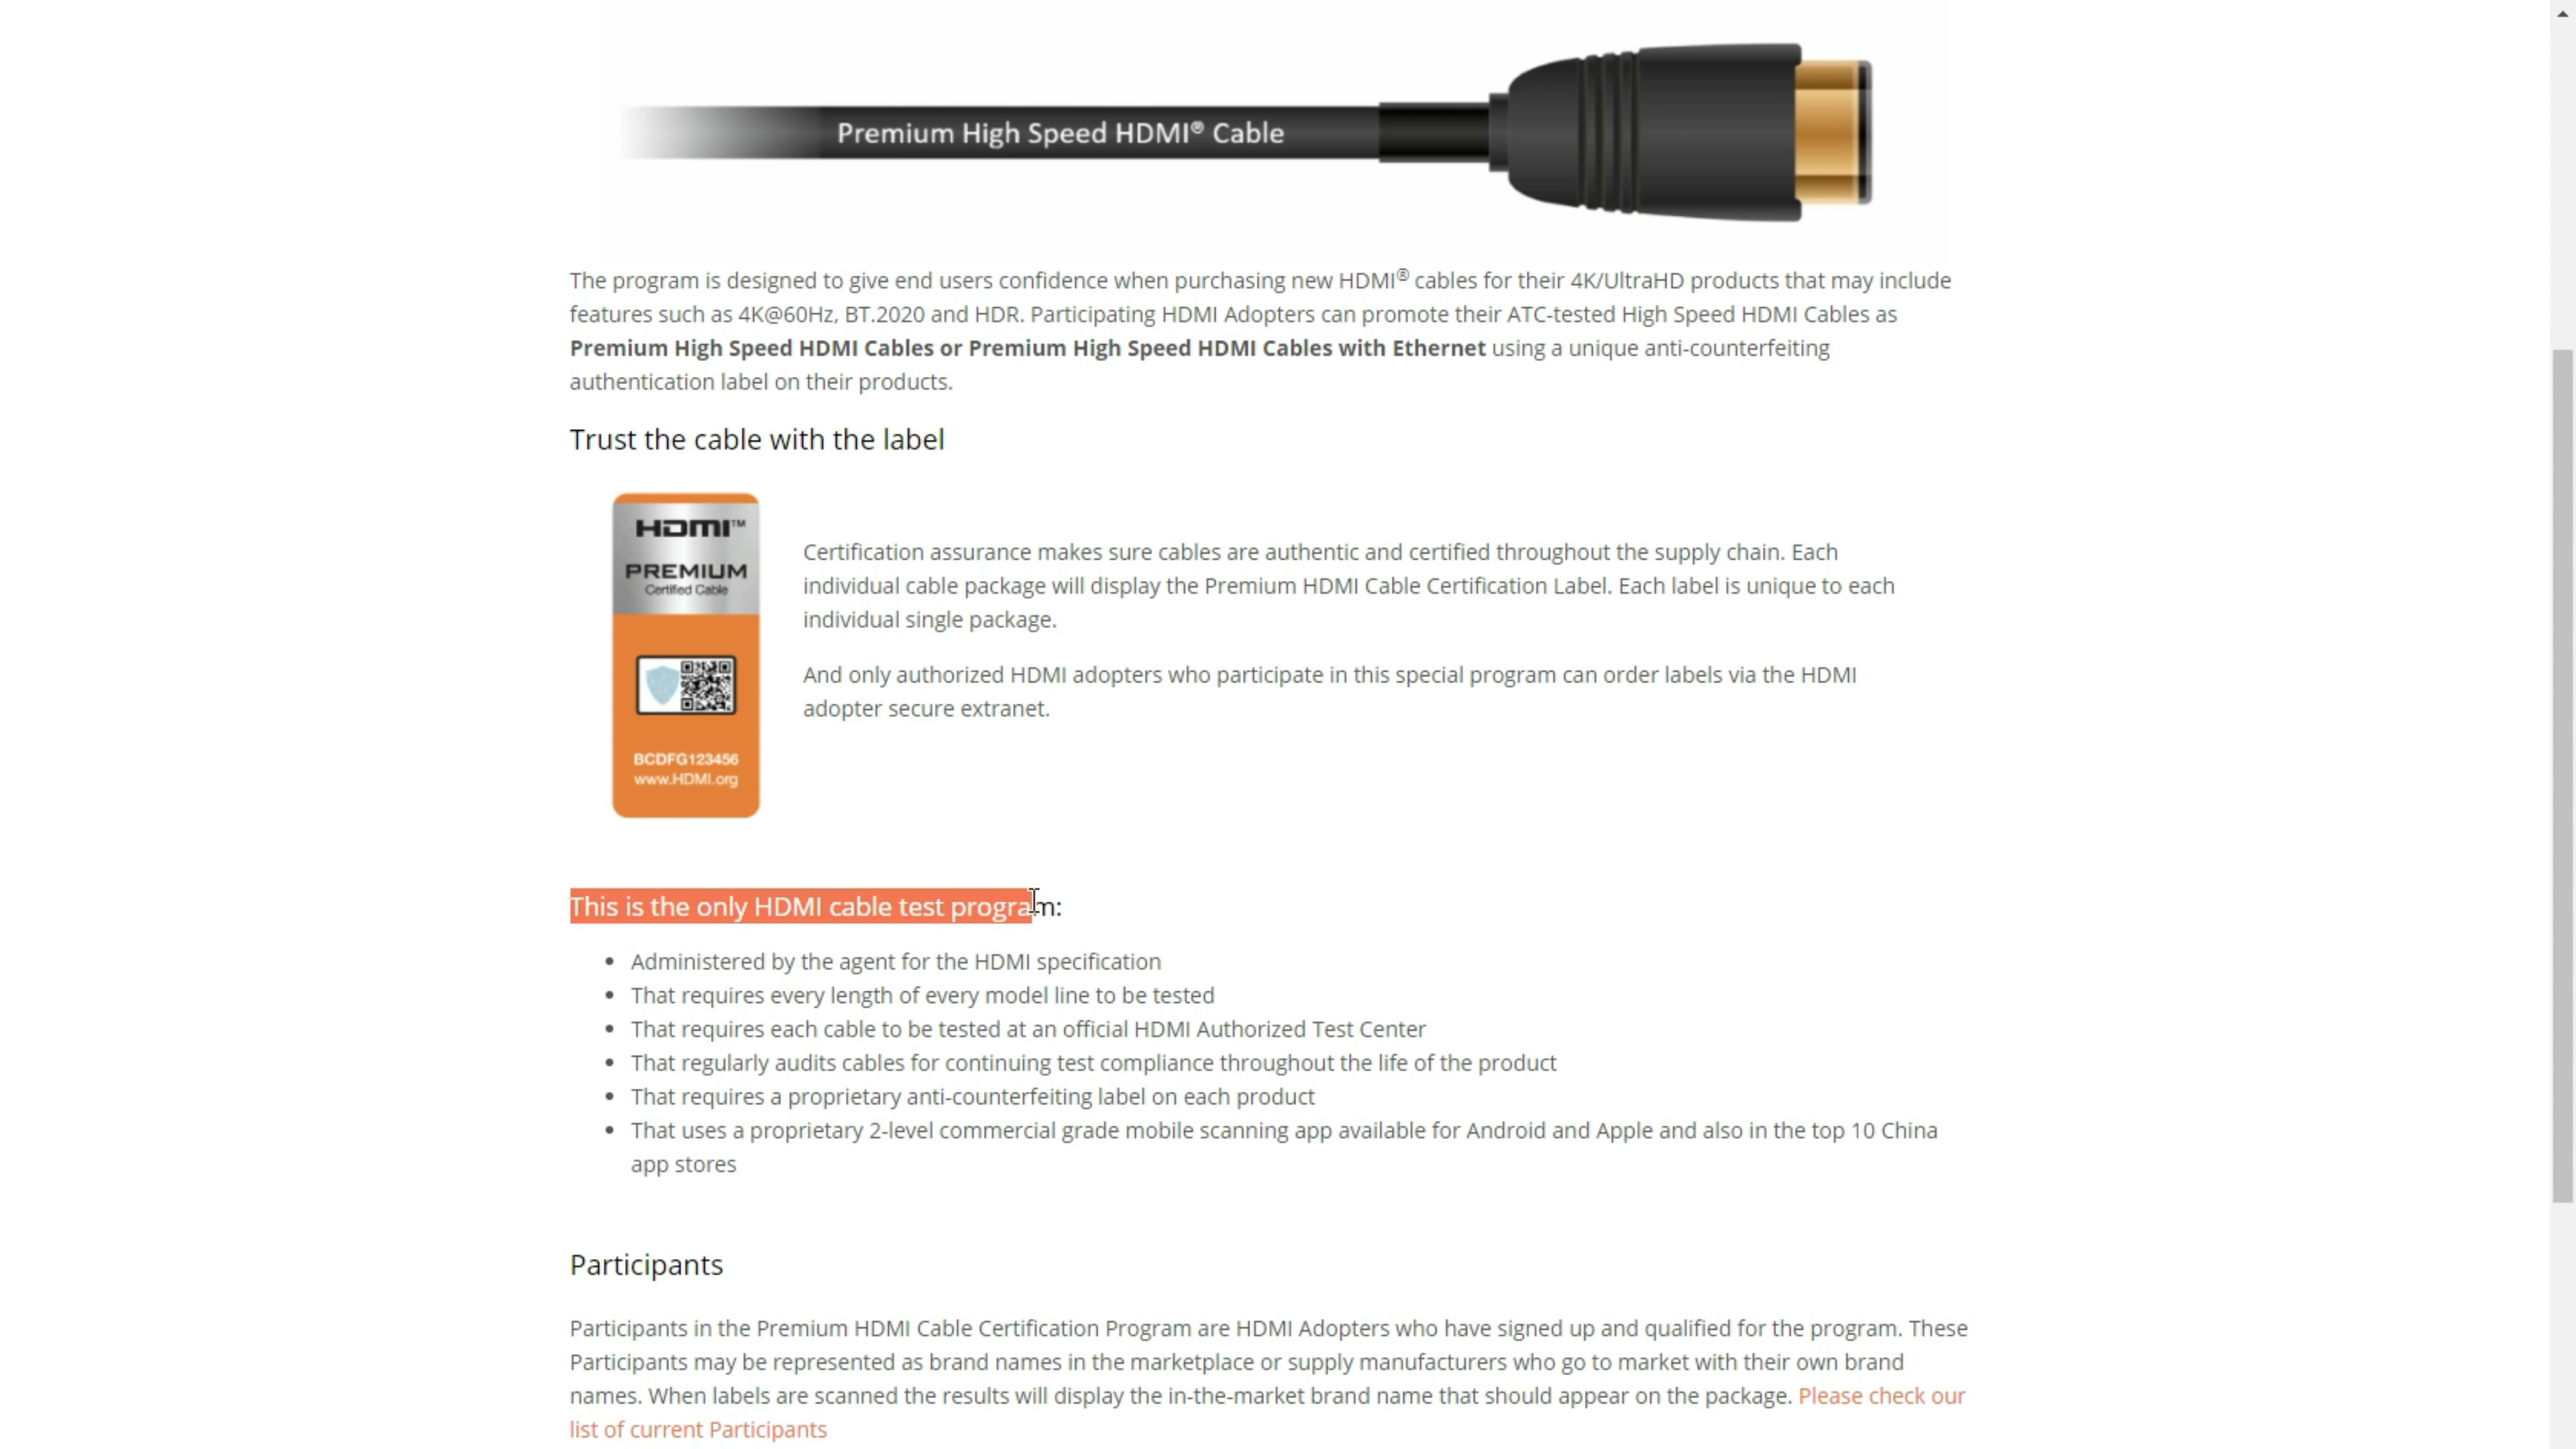 Premium High Speed HDMI® Cable
The program is designed to give end users confidence when purchasing new HDMI® cables for their 4K/UltraHD products that may include
features such as 4K@60Hz, BT.2020 and HDR. Participating HDMI Adopters can promote their ATC-tested High Speed HDMI Cables as
Premium High Speed HDMI Cables or Premium High Speed HDMI Cables with Ethernet using a unique anti-counterfeiting
authentication label on their products.
Trust the cable with the label
HDMI™
PREMIUM
Certified Cable
BCDFG123456
www.HDMI.org
Certification assurance makes sure cables are authentic and certified throughout the supply chain. Each
individual cable package will display the Premium HDMI Cable Certification Label. Each label is unique to each
individual single package.
And only authorized HDMI adopters who participate in this special program can order labels via the HDMI
adopter secure extranet.
This is the only HDMI cable test program:
• Administered by the agent for the HDMI specification
• That requires every length of every model line to be tested
• That requires each cable to be tested at an official HDMI Authorized Test Center
• That regularly audits cables for continuing test compliance throughout the life of the product
• That requires a proprietary anti-counterfeiting label on each product
• That uses a proprietary 2-level commercial grade mobile scanning app available for Android and Apple and also in the top 10 China
app stores
Participants
Participants in the Premium HDMI Cable Certification Program are HDMI Adopters who have signed up and qualified for the program. These
Participants may be represented as brand names in the marketplace or supply manufacturers who go to market with their own brand
names. When labels are scanned the results will display the in-the-market brand name that should appear on the package. Please check our
list of current Participants